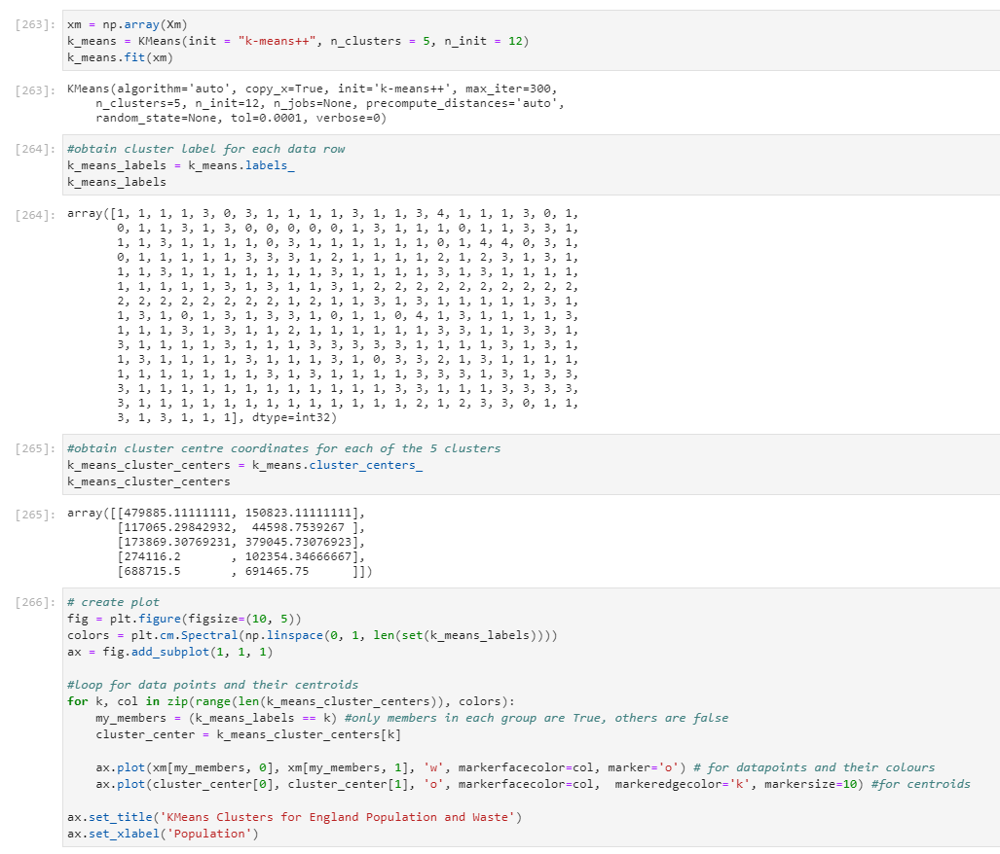 [263]: xm = np.array(Xm)
k_means = KMeans(init = "k-means++", n_clusters = 5, n_init = 12)
k_means.fit(xm)
[263]: KMeans(algorithm='auto', copy_x=True, init='k-means++', max_iter=300,
n_clusters=5, n_init=12, n_jobs=None, precompute_distances='auto',
random_state=None, tol=0.0001, verbose=0)
[264]: #obtain cluster label for each data row
k_means_labels = k_means.labels_
k_means_labels
[264]: array([1, 1, 1, 1, 3, 0, 3, 1, 1, 1, 1, 3, 1, 1, 3, 4, 1, 1, 1, 3, 0, 1,
0, 1, 1, 3, 1, 3, 0, 0, 0, 0, 0, 1, 3, 1, 1, 1, 0, 1, 1, 3, 3, 1,
1, 1, 3, 1, 1, 1, 1, 0, 3, 1, 1, 1, 1, 1, 1, 0, 1, 4, 4, 0, 3, 1,
0, 1, 1, 1, 1, 1, 3, 3, 3, 1, 2, 1, 1, 1, 1, 2, 1, 2, 3, 1, 3, 1,
1, 1, 3, 1, 1, 1, 1, 1, 1, 1, 3, 1, 1, 1, 1, 3, 1, 3, 1, 1, 1, 1,
1, 1, 1, 1, 1, 3, 1, 3, 1, 1, 3, 1, 2, 2, 2, 2, 2, 2, 2, 2, 2, 2,
2, 2, 2, 2, 2, 2, 2, 2, 1, 2, 1, 1, 3, 1, 3, 1, 1, 1, 1, 1, 3, 1,
1, 3, 1, 0, 1, 3, 1, 3, 3, 1, 0, 1, 1, 0, 4, 1, 3, 1, 1, 1, 1, 3,
1, 1, 1, 3, 1, 3, 1, 1, 2, 1, 1, 1, 1, 1, 1, 3, 3, 1, 1, 3, 3, 1,
3, 1, 1, 1, 1, 3, 1, 1, 1, 3, 3, 3, 3, 3, 1, 1, 1, 1, 3, 1, 3, 1,
1, 3, 1, 1, 1, 1, 3, 1, 1, 1, 3, 1, 0, 3, 3, 2, 1, 3, 1, 1, 1, 1,
1, 1, 1, 1, 1, 1, 1, 3, 1, 3, 1, 1, 1, 1, 3, 3, 3, 1, 3, 1, 3, 3,
3, 1, 1, 1, 1, 1, 1, 1, 1, 1, 1, 1, 1, 3, 3, 1, 1, 1, 3, 3, 3, 3,
3, 1, 1, 1, 1, 1, 1, 1, 1, 1, 1, 1, 1, 1, 2, 1, 2, 3, 3, 0, 1, 1,
3, 1, 3, 1, 1, 1], dtype=int32)
[265]: #obtain cluster centre coordinates for each of the 5 clusters
k_means_cluster_centers = k_means.cluster_centers_
k_means_cluster_centers
[265]: array([[479885.11111111, 150823.11111111],
[117065.29842932, 44598.7539267 ],
[173869.30769231, 379045.73076923],
[274116.2 , 102354.34666667],
[688715.5 , 691465.75 ]])
[266]: # create plot
fig = plt.figure(figsize=(10, 5))
colors = plt.cm.Spectral(np.linspace(0, 1, len(set(k_means_labels))))
ax = fig.add_subplot(1, 1, 1)
#loop for data points and their centroids
for k, col in zip(range(len(k_means_cluster_centers)), colors):
my_members = (k_means_labels == k) #only members in each group are True, others are false
cluster_center = k_means_cluster_centers[k]
ax.plot(xm[my_members, 0], xm[my_members, 1], 'w', markerfacecolor=col, marker='o') # for datapoints and their colours
ax.plot(cluster_center[0], cluster_center[1], 'o', markerfacecolor=col,  markeredgecolor='k', markersize=10) #for centroids
ax.set_title('KMeans Clusters for England Population and Waste')
ax.set_xlabel('Population')